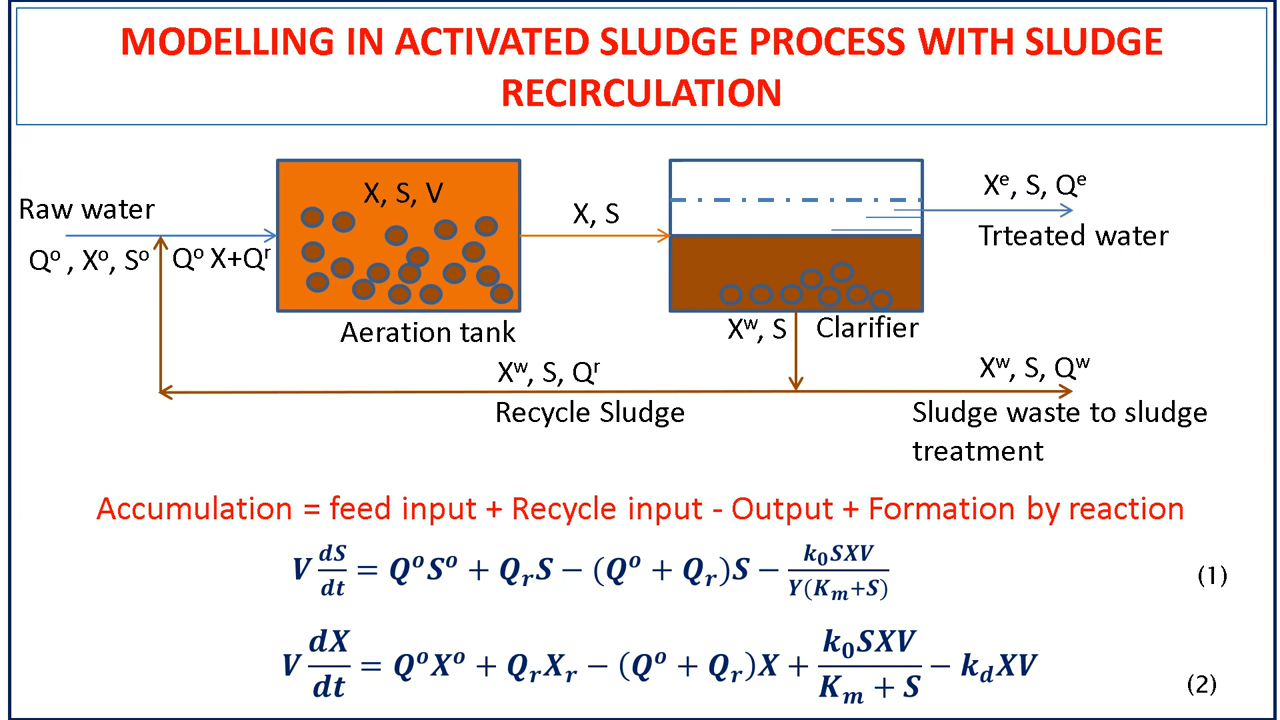 MODELLING IN ACTIVATED SLUDGE PROCESS WITH SLUDGE
RECIRCULATION
Raw water
Qᵒ , Xᵒ, Sᵒ
Qᵒ X+Qʳ
X, S, V
Aeration tank
X, S
Xᵉ, S, Qᵉ
Trteated water
Xʷ, S
Clarifier
Xʷ, S, Qʳ
Recycle Sludge
Xʷ, S, Qʷ
Sludge waste to sludge
treatment
Accumulation = feed input + Recycle input - Output + Formation by reaction
V dS/dt = QᵒSᵒ + QᵣS − (Qᵒ + Qᵣ)S − k₀SXV/Y(Kₘ+S) (1)
V dX/dt = QᵒXᵒ + QᵣXᵣ − (Qᵒ + Qᵣ)X + k₀SXV/Kₘ + S − k_dXV (2)